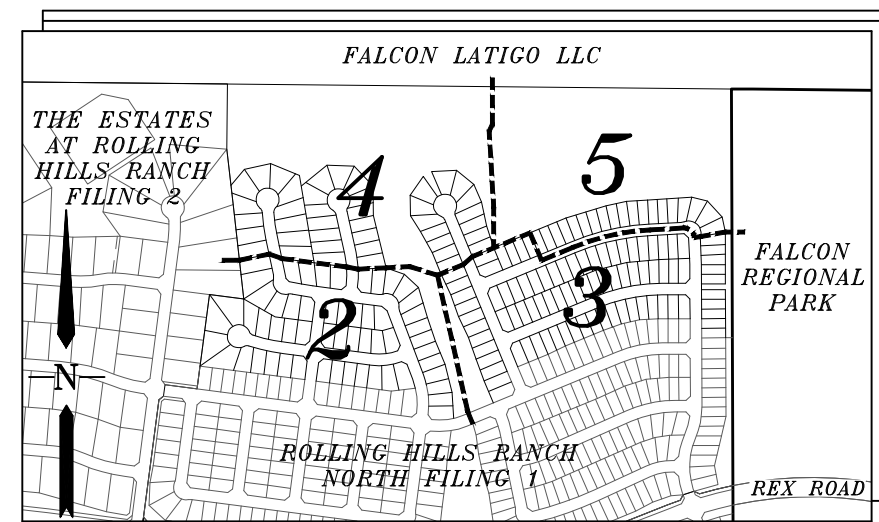 FALCON LATIGO LLC
THE ESTATES
AT ROLLING
HILLS RANCH
FILING 2
4
5
FALCON
REGIONAL
PARK
2
3
N
ROLLING HILLS RANCH
NORTH FILING 1
REX ROAD